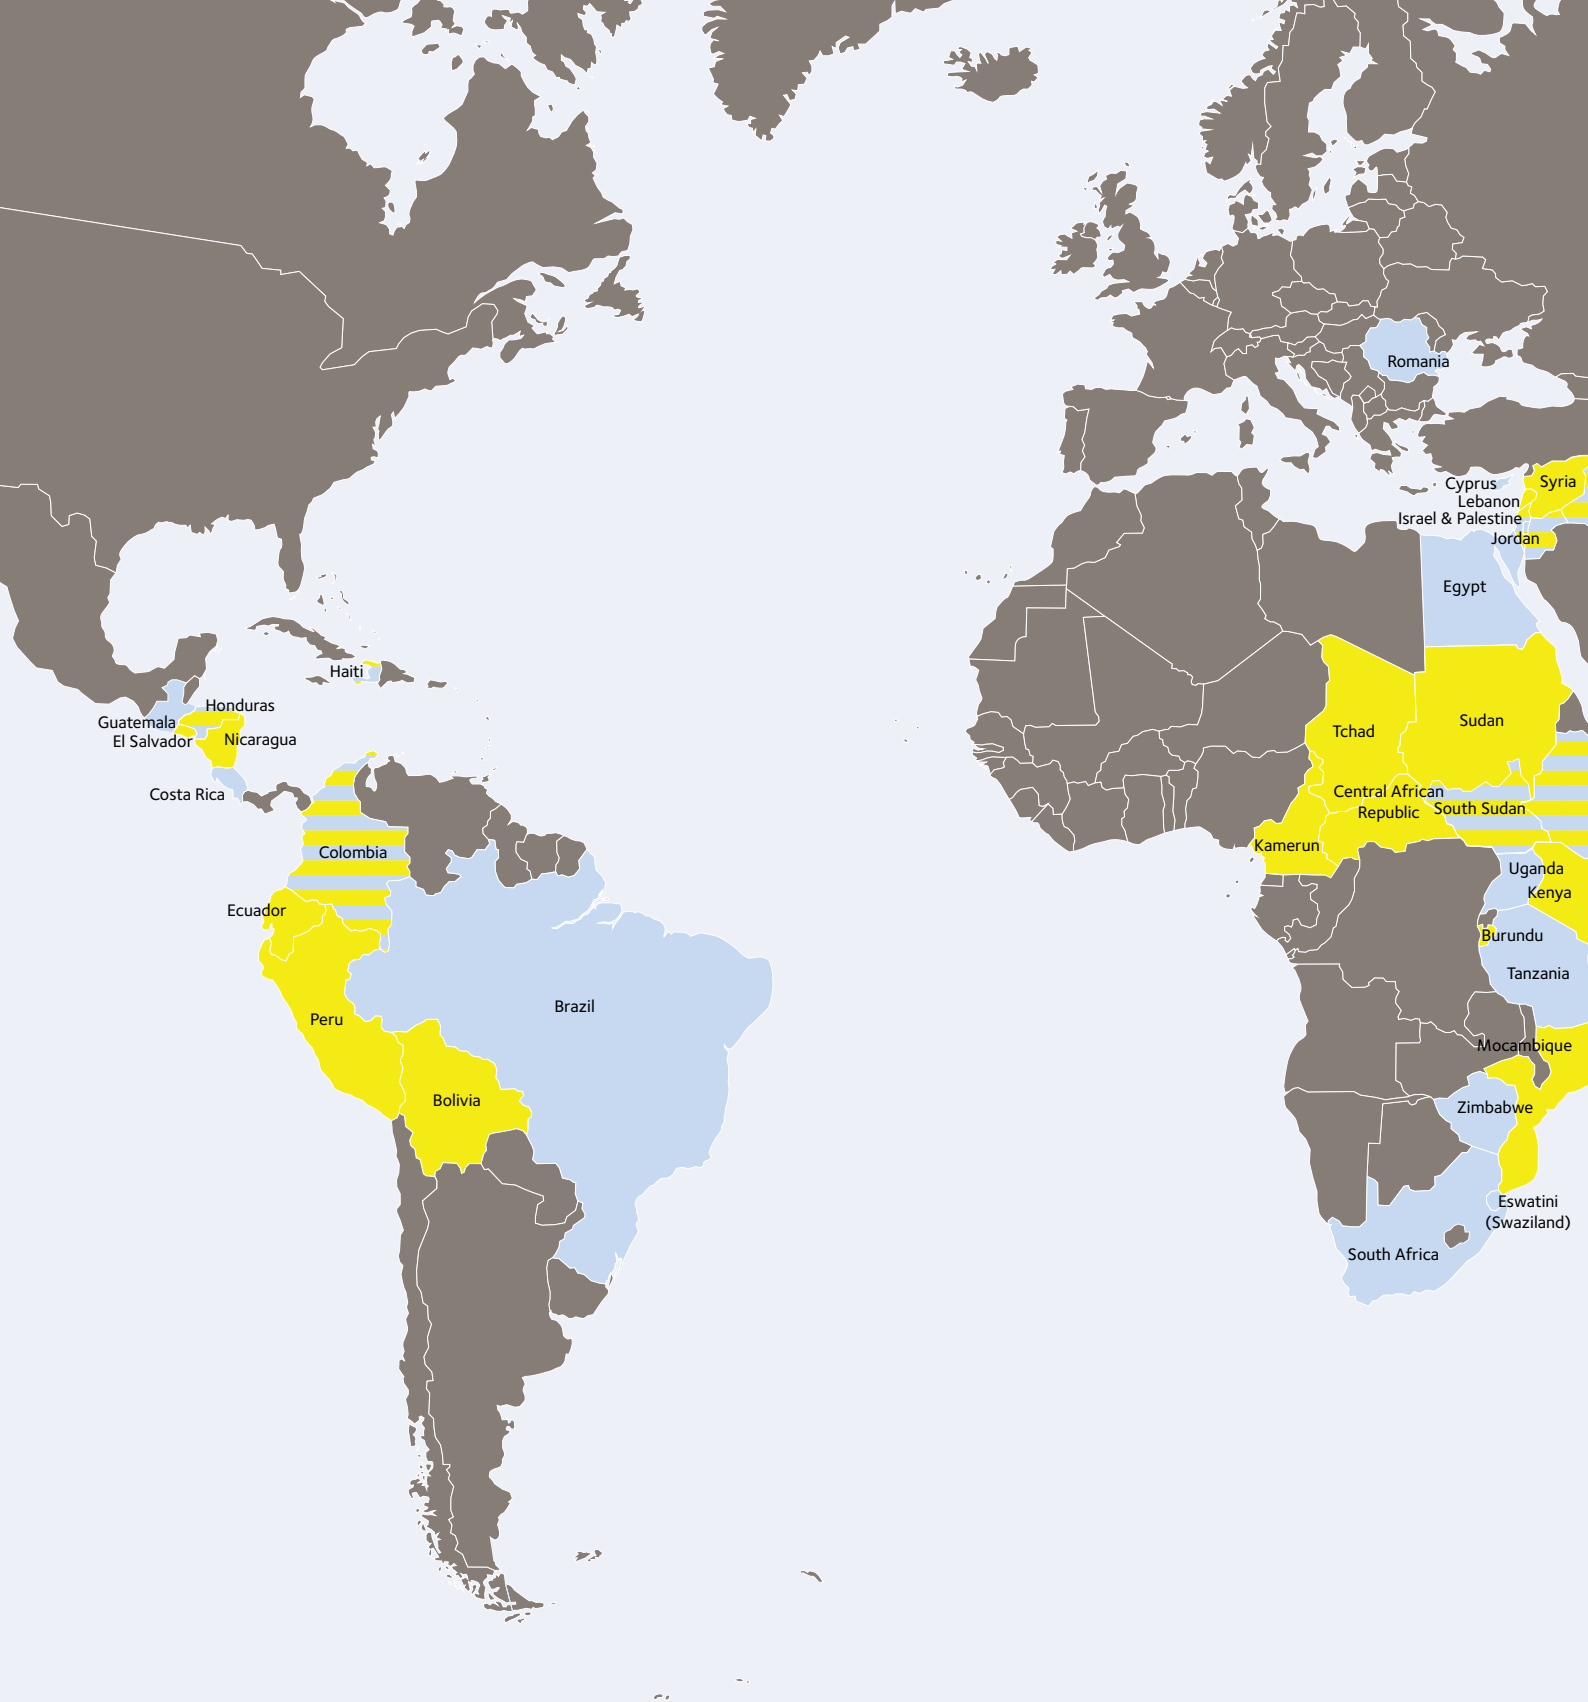 Romania
Cyprus
Syria
Lebanon
Israel & Palestine
Jordan
Egypt
Haiti
Honduras
Guatemala
El Salvador
Nicaragua
Costa Rica
Sudan
Tchad
Central African
Republic
South Sudan
Kamerun
Colombia
Uganda
Kenya
Ecuador
Burundu
Tanzania
Brazil
Peru
Mocambique
Bolivia
Zimbabwe
Eswatini
(Swaziland)
South Africa